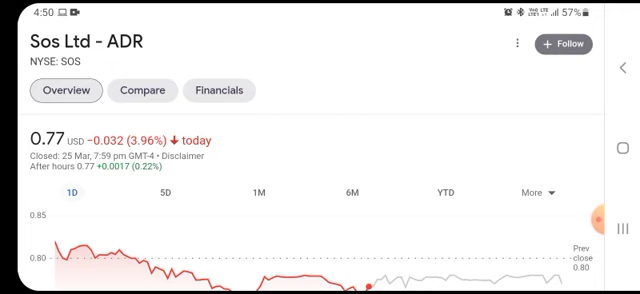 4:50
57%
Sos Ltd - ADR
NYSE: SOS
+ Follow
Overview
Compare
Financials
0.77 USD −0.032 (3.96%) today
Closed: 25 Mar, 7:59 pm GMT-4 • Disclaimer
After hours 0.77 +0.0017 (0.22%)
1D
5D
1M
6M
YTD
More
0.85
0.80
Prev
close
0.80